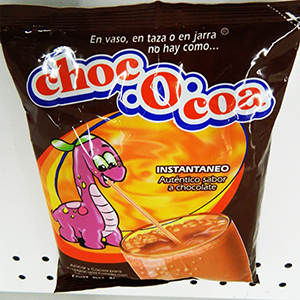 En vaso, en taza o en jarra
no hay como...
choc·O·coa
INSTANTANEO
Auténtico sabor
a chocolate